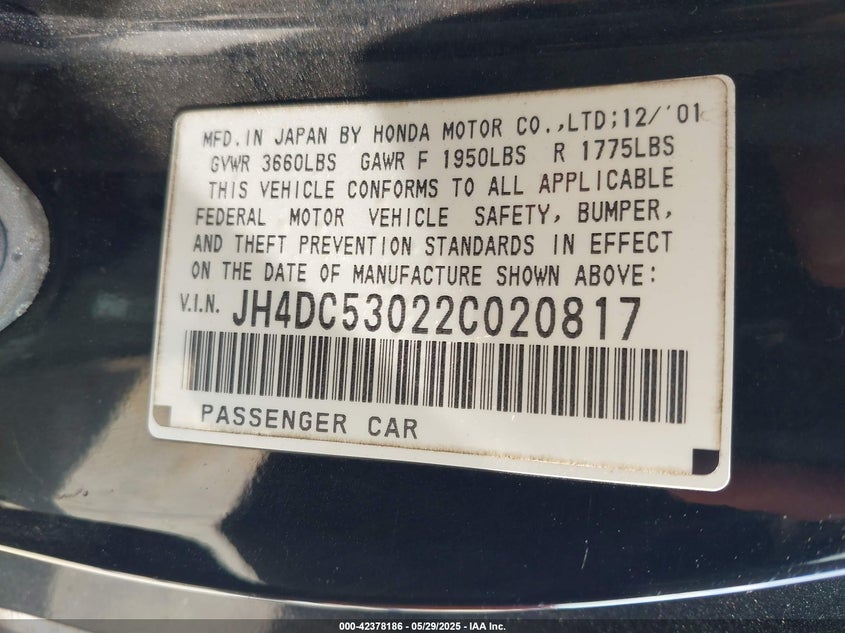 MFD.IN JAPAN BY HONDA MOTOR CO.,LTD;12/'01
GVWR 3660LBS GAWR F 1950LBS R 1775LBS
THIS VEHICLE CONFORMS TO ALL APPLICABLE
FEDERAL MOTOR VEHICLE SAFETY, BUMPER,
AND THEFT PREVENTION STANDARDS IN EFFECT
ON THE DATE OF MANUFACTURE SHOWN ABOVE:
V.I.N. JH4DC53022C020817
PASSENGER CAR
000-42378186 - 05/29/2025 - IAA Inc.